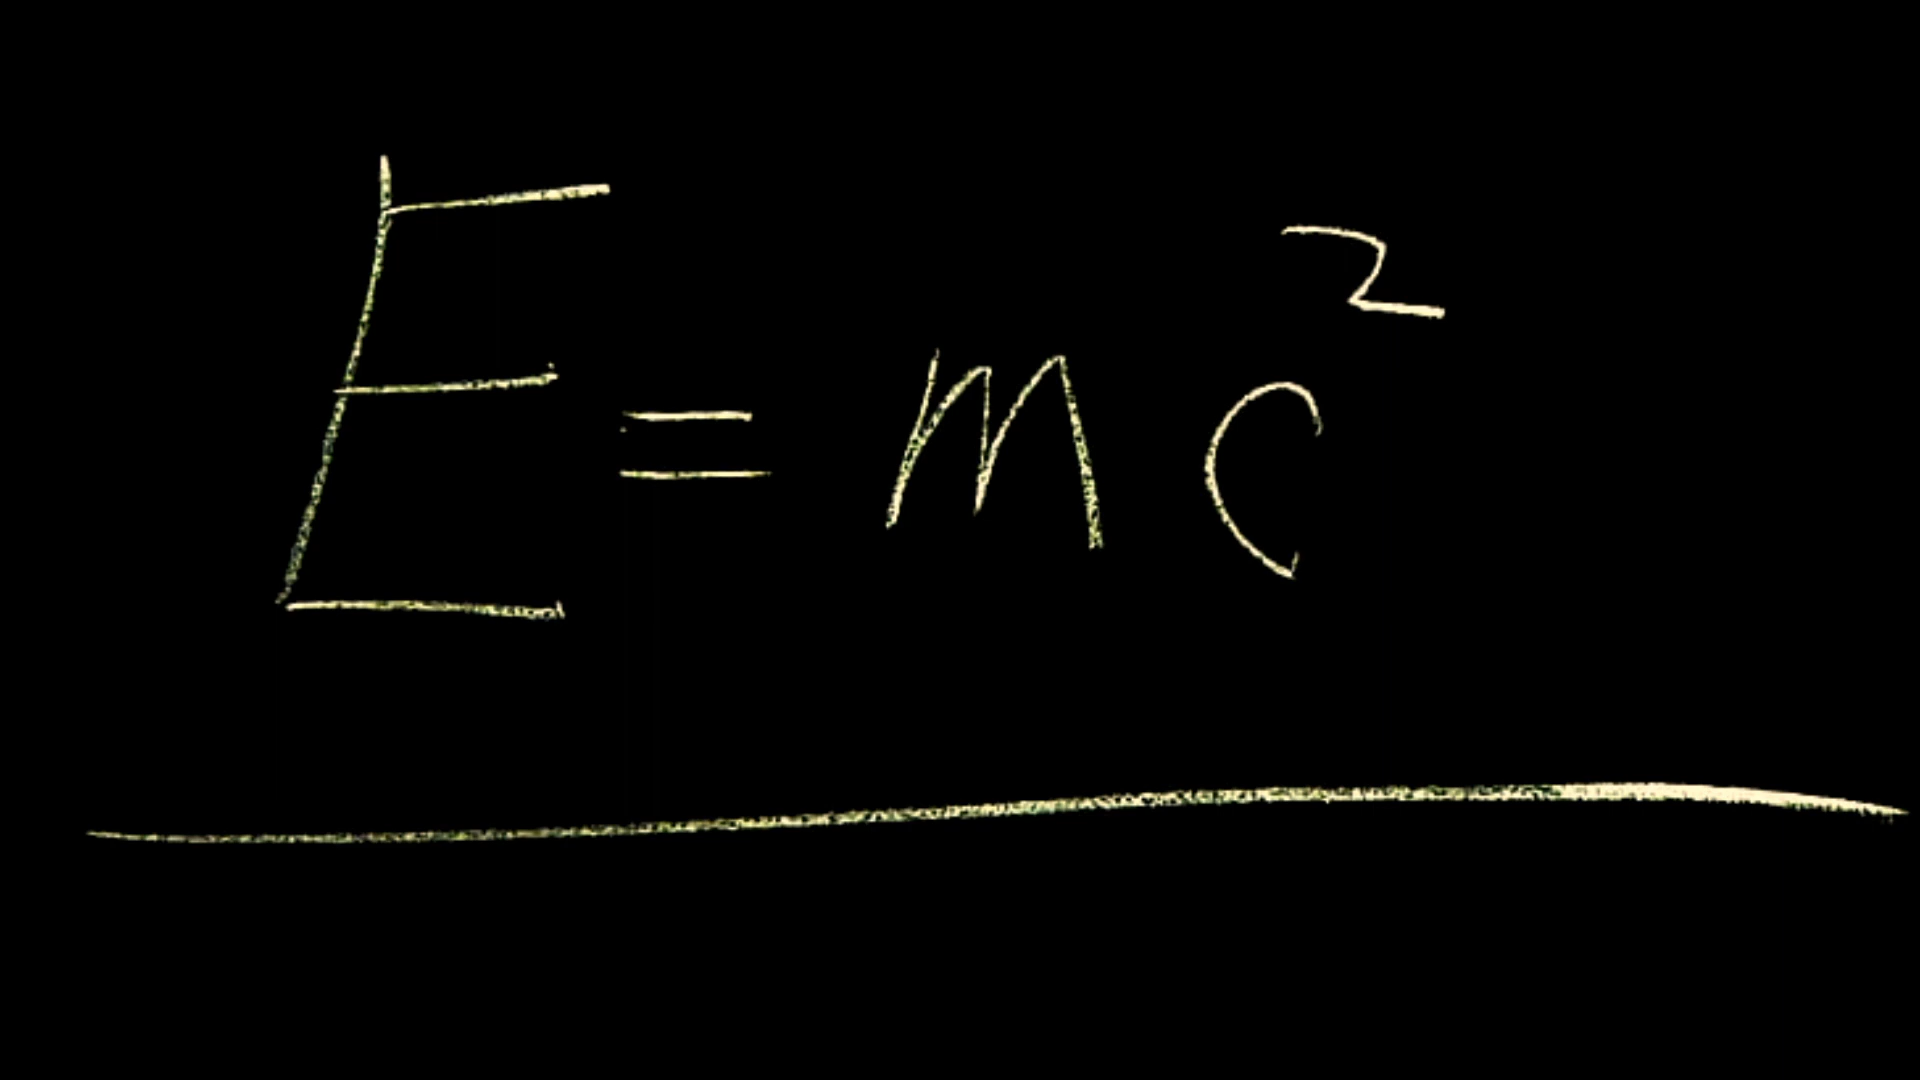 E = mc²